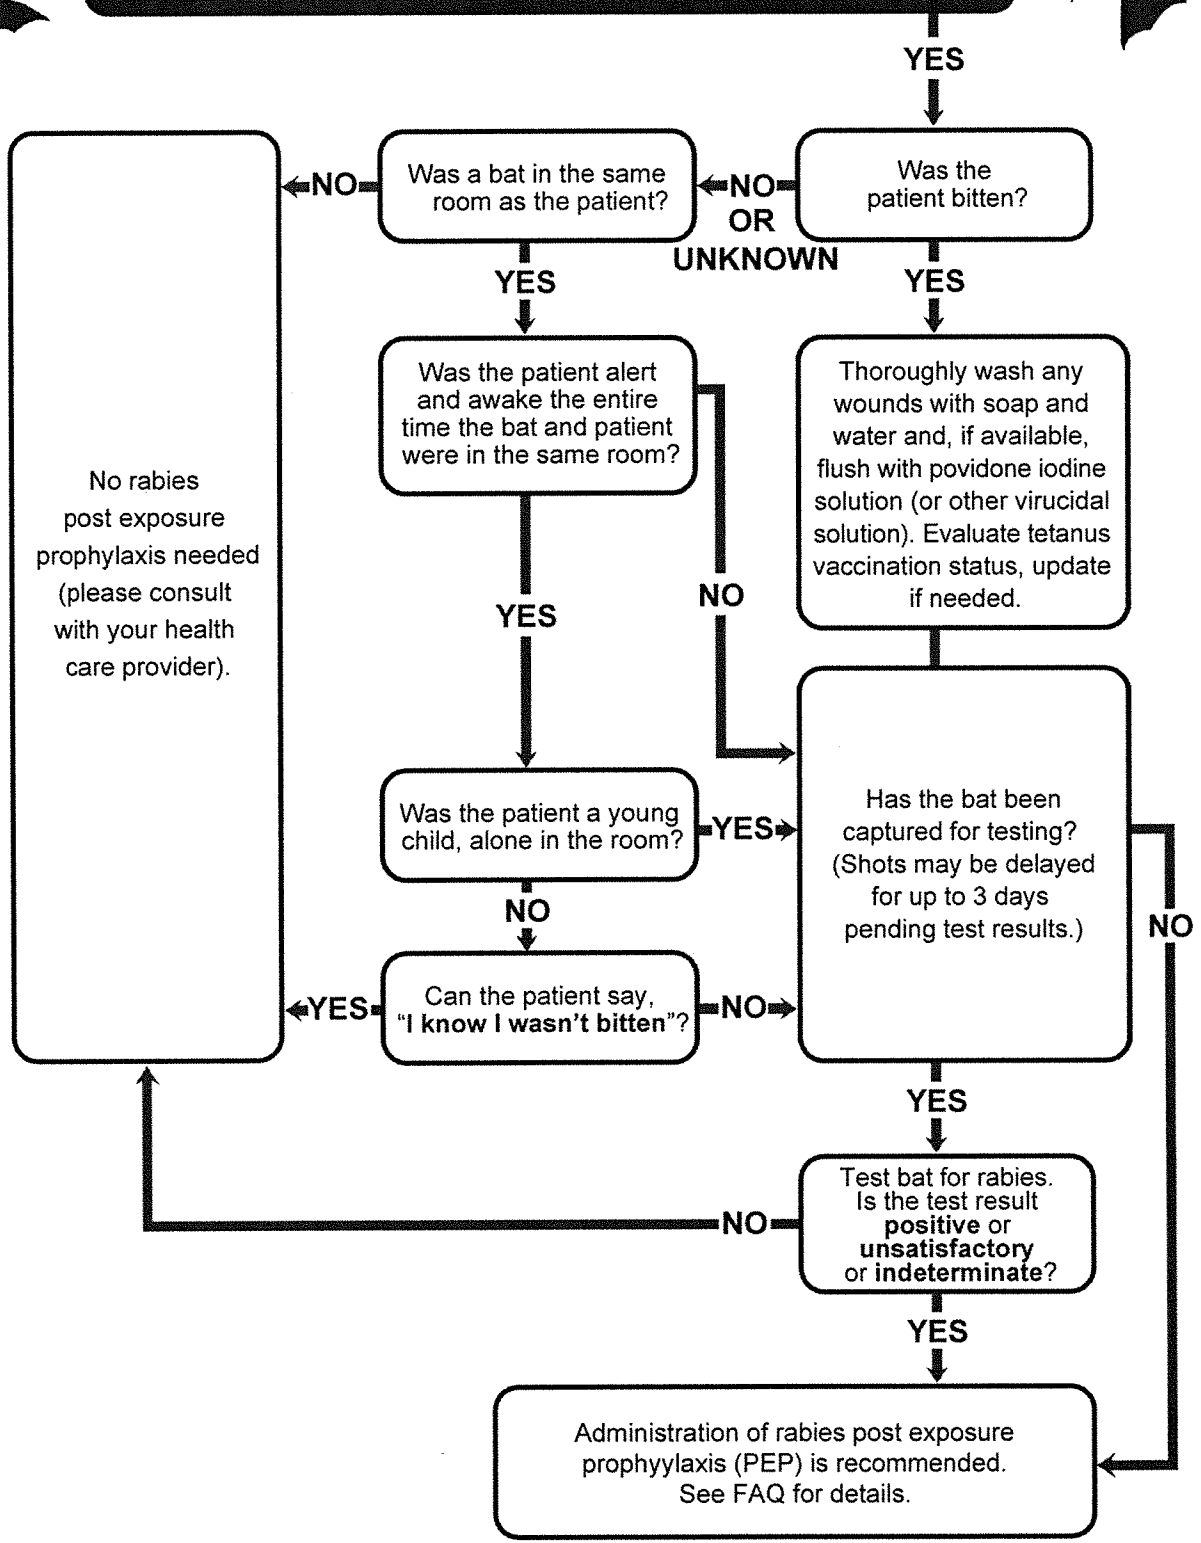 YES
Was the
patient bitten?
NO
OR
UNKNOWN
Was a bat in the same
room as the patient?
NO
YES
YES
Was the patient alert
and awake the entire
time the bat and patient
were in the same room?
Thoroughly wash any
wounds with soap and
water and, if available,
flush with povidone iodine
solution (or other virucidal
solution). Evaluate tetanus
vaccination status, update
if needed.
No rabies
post exposure
prophylaxis needed
(please consult
with your health
care provider).
YES
NO
Was the patient a young
child, alone in the room?
YES
Has the bat been
captured for testing?
(Shots may be delayed
for up to 3 days
pending test results.)
NO
NO
Can the patient say,
“I know I wasn't bitten”?
YES
NO
YES
Test bat for rabies.
Is the test result
positive or
unsatisfactory
or indeterminate?
NO
YES
Administration of rabies post exposure
prophyylaxis (PEP) is recommended.
See FAQ for details.